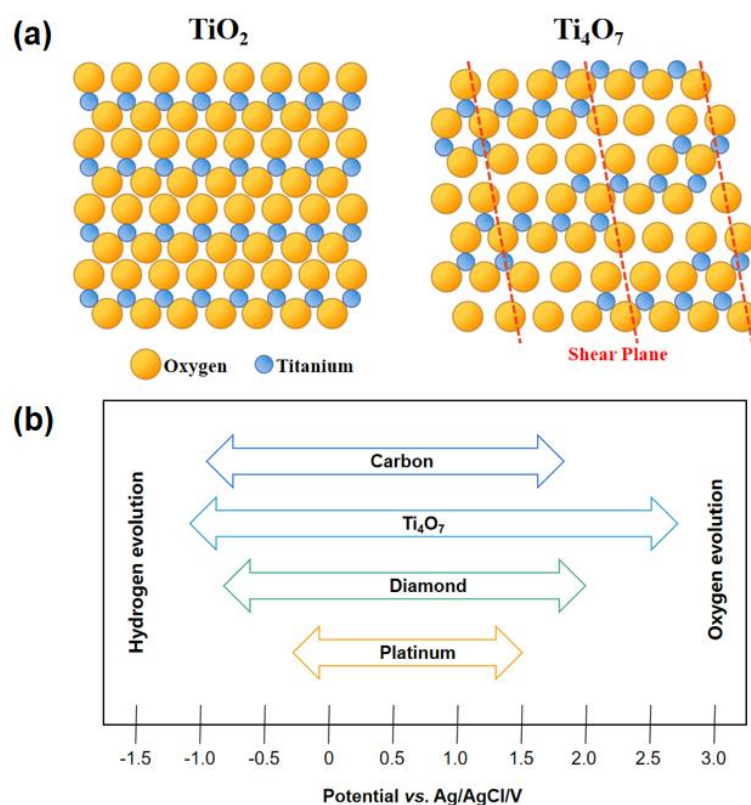 (a)
TiO₂
Ti₄O₇
Shear Plane
Oxygen
Titanium
(b)
Hydrogen evolution
Carbon
Ti₄O₇
Diamond
Platinum
Oxygen evolution
-1.5 -1.0 -0.5 0 0.5 1.0 1.5 2.0 2.5 3.0
Potential vs. Ag/AgCl/V